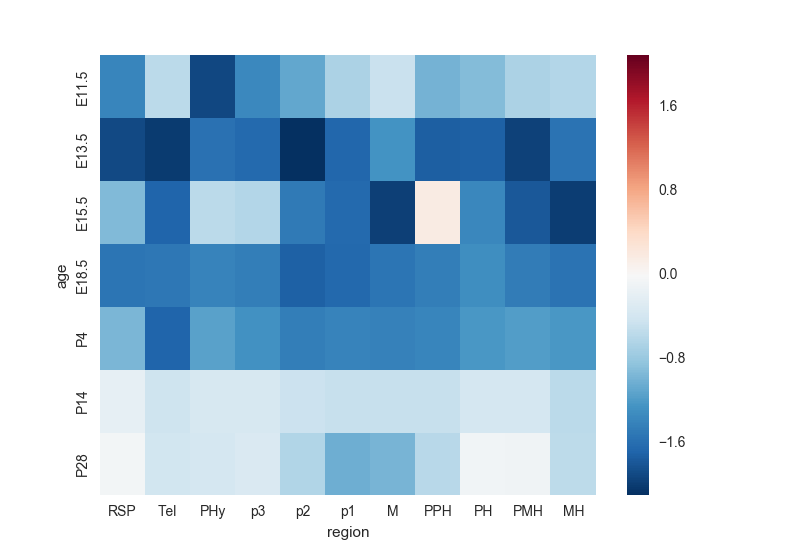 age
E11.5
E13.5
E15.5
E18.5
P4
P14
P28
RSP Tel PHy p3 p2 p1 M PPH PH PMH MH
region
1.6
0.8
0.0
−0.8
−1.6